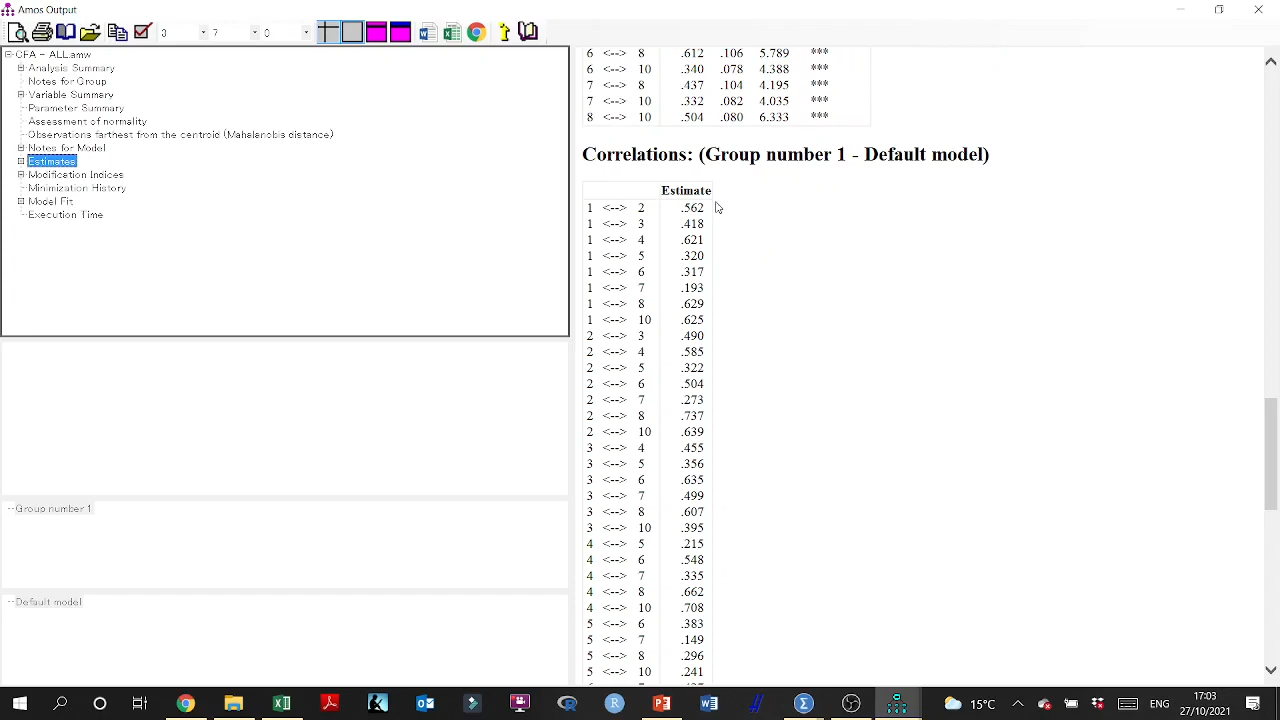 Amos Output
3 7 0
CFA - ALL.amw
Analysis Summary
Notes for Group
Variable Summary
Parameter Summary
Assessment of normality
Observations farthest from the centroid (Mahalanobis distance)
Notes for Model
Estimates
Modification Indices
Minimization History
Model Fit
Execution Time
Group number 1
Default model
6 <--> 8 .612 .106 5.789 ***
6 <--> 10 .340 .078 4.388 ***
7 <--> 8 .437 .104 4.195 ***
7 <--> 10 .332 .082 4.035 ***
8 <--> 10 .504 .080 6.333 ***
Correlations: (Group number 1 - Default model)
Estimate
1 <--> 2 .562
1 <--> 3 .418
1 <--> 4 .621
1 <--> 5 .320
1 <--> 6 .317
1 <--> 7 .193
1 <--> 8 .629
1 <--> 10 .625
2 <--> 3 .490
2 <--> 4 .585
2 <--> 5 .322
2 <--> 6 .504
2 <--> 7 .273
2 <--> 8 .737
2 <--> 10 .639
3 <--> 4 .455
3 <--> 5 .356
3 <--> 6 .635
3 <--> 7 .499
3 <--> 8 .607
3 <--> 10 .395
4 <--> 5 .215
4 <--> 6 .548
4 <--> 7 .335
4 <--> 8 .662
4 <--> 10 .708
5 <--> 6 .383
5 <--> 7 .149
5 <--> 8 .296
5 <--> 10 .241
15°C
ENG
17:03
27/10/2021